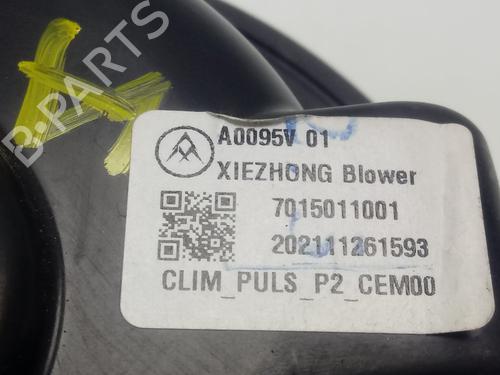 A0095V 01
XIEZHONG Blower
7015011001
202111261593
CLIM_PULS_P2_CEM00
B-PARTS